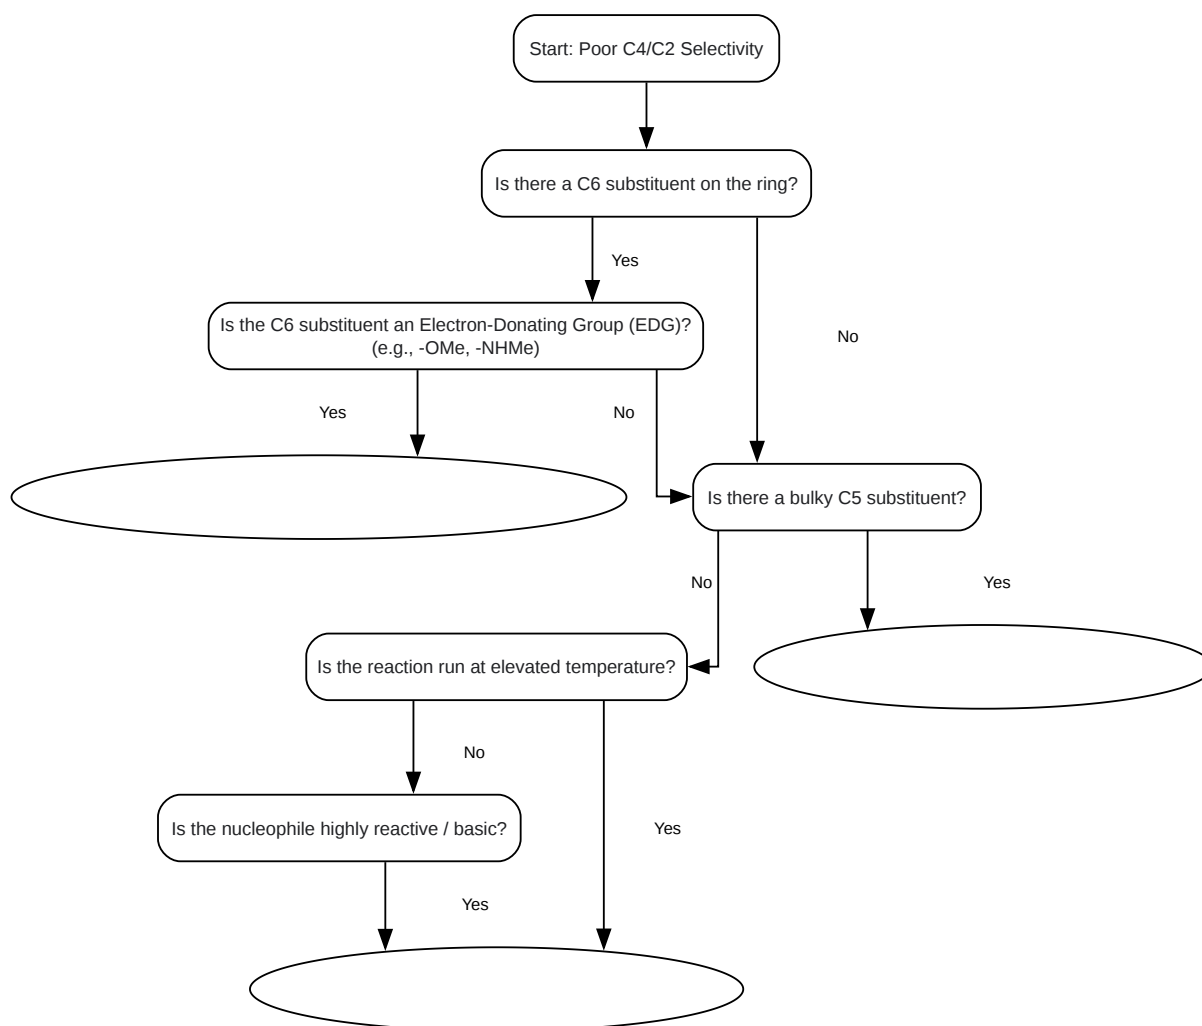 Start: Poor C4/C2 Selectivity
Is there a C6 substituent on the ring?
Yes
Is the C6 substituent an Electron-Donating Group (EDG)?
(e.g., -OMe, -NHMe)
No
Yes
No
Is there a bulky C5 substituent?
No
Yes
Is the reaction run at elevated temperature?
No
Is the nucleophile highly reactive / basic?
Yes
Yes